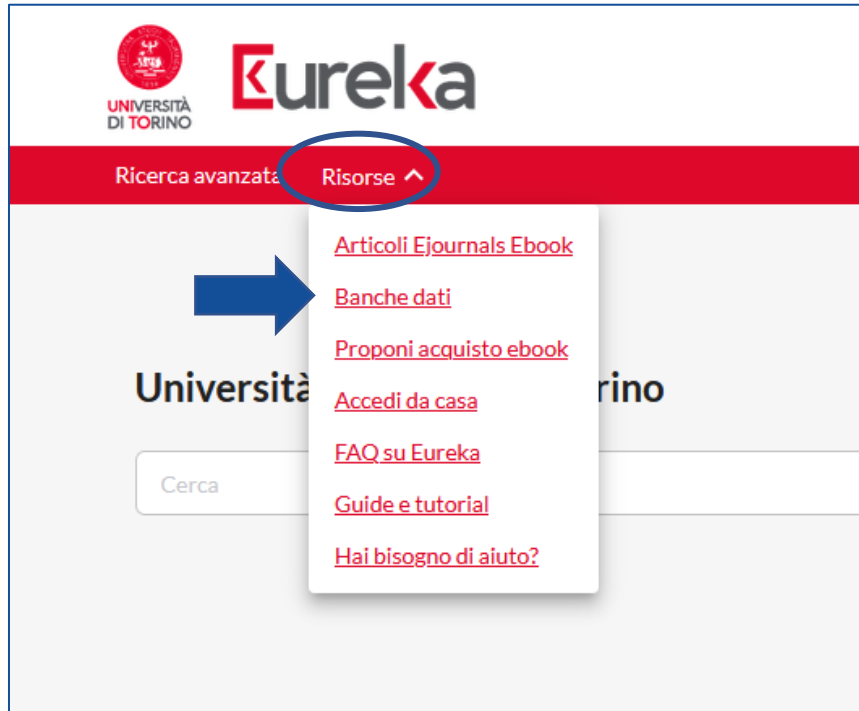 UNIVERSITÀ
DI TORINO
Eureka
Ricerca avanzata
Risorse
Articoli Ejournals Ebook
Banche dati
Proponi acquisto ebook
Accedi da casa
FAQ su Eureka
Guide e tutorial
Hai bisogno di aiuto?
Università rino
Cerca